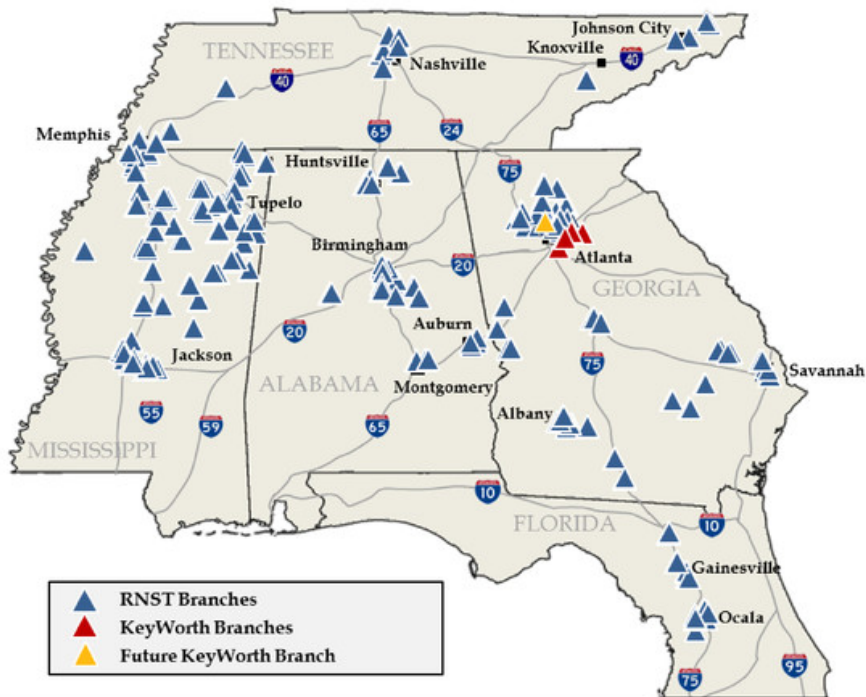 Johnson City
TENNESSEE
Knoxville
40
Nashville
40
Memphis
65
24
Huntsville
75
Tupelo
Birmingham
20
Atlanta
GEORGIA
Auburn
20
Jackson
75
Savannah
ALABAMA
Montgomery
Albany
55
59
65
MISSISSIPPI
10
FLORIDA
10
Gainesville
RNST Branches
Ocala
KeyWorth Branches
Future KeyWorth Branch
95
75